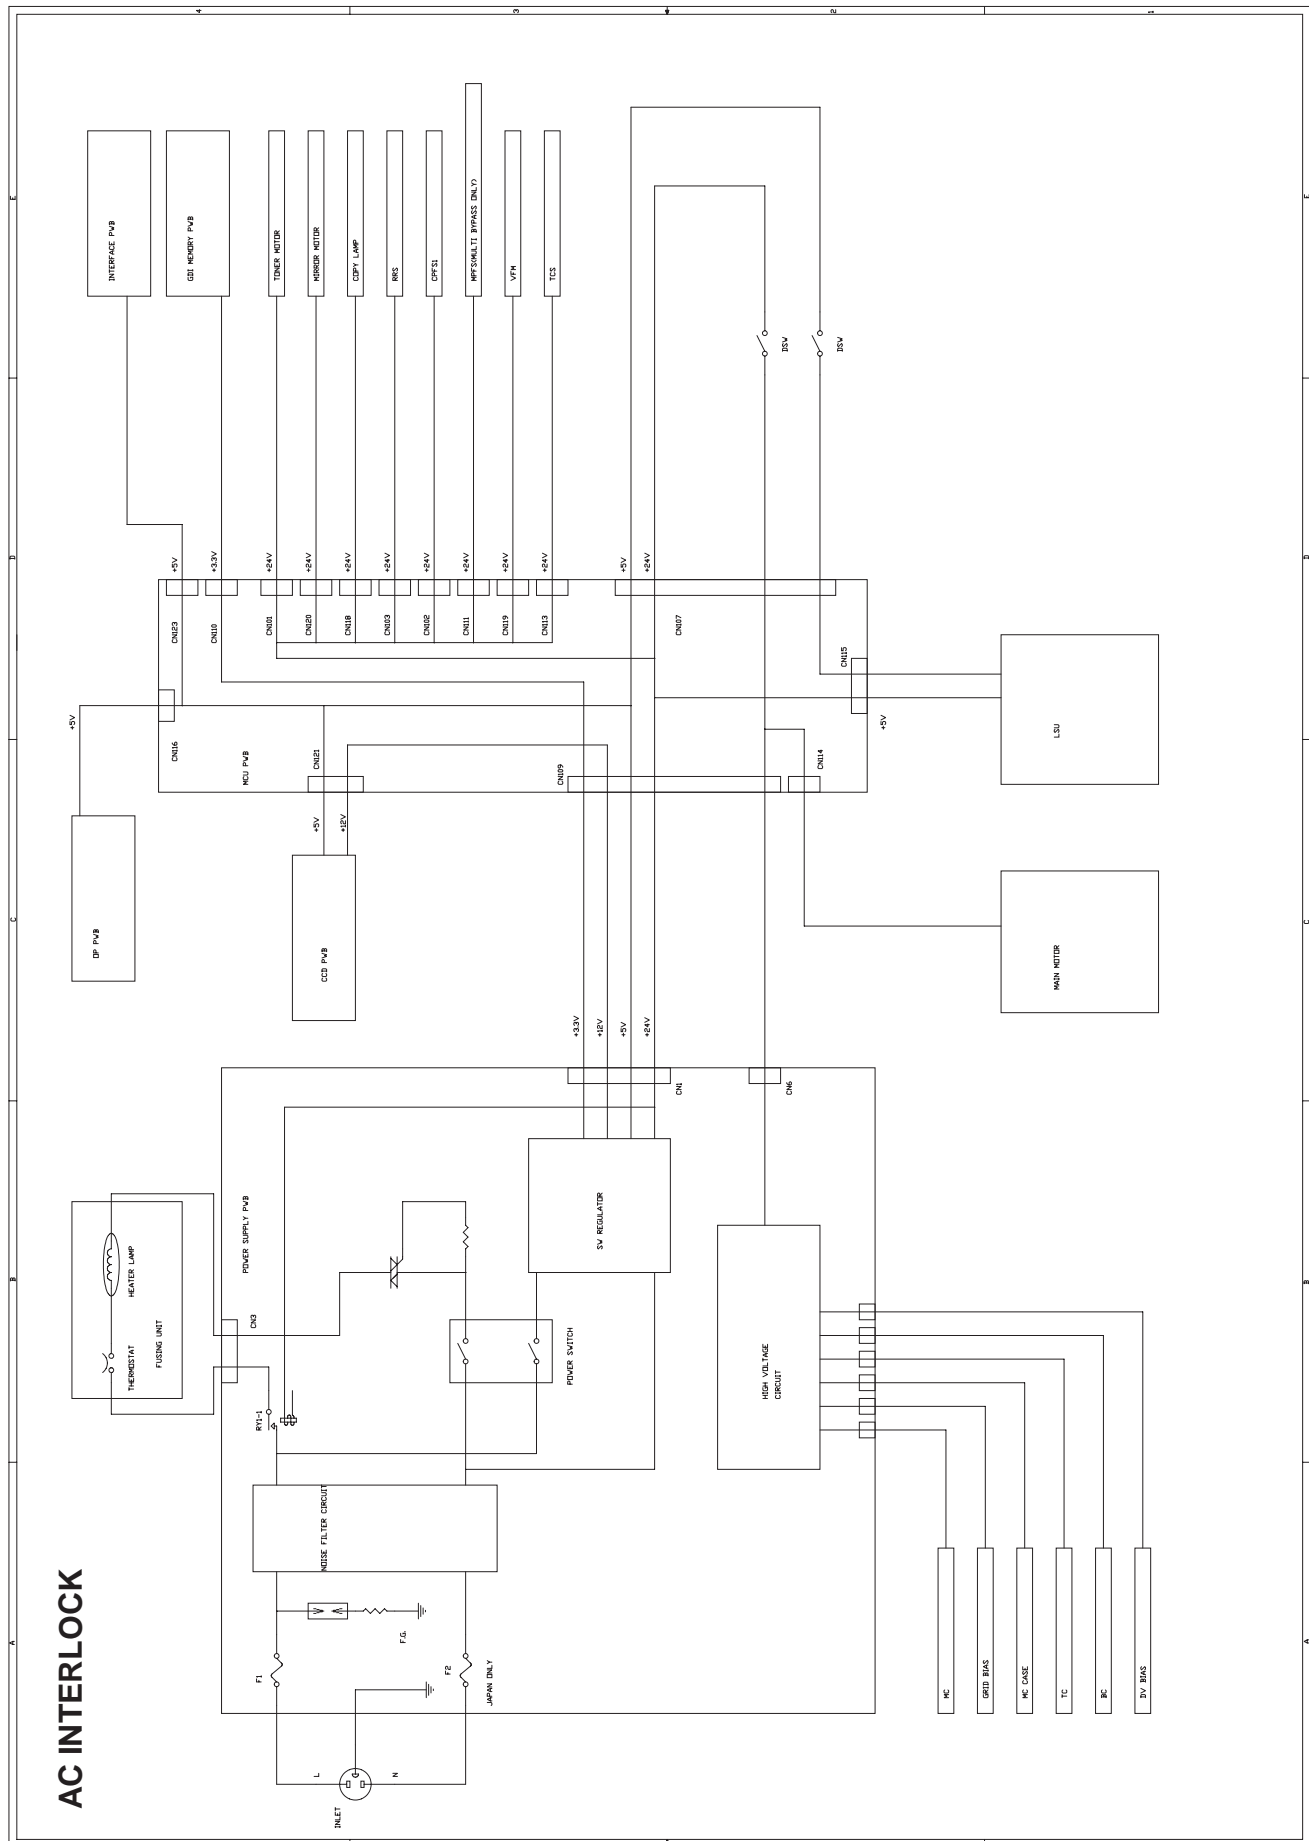 AC INTERLOCK
4
3
2
1
E
E
D
D
C
C
B
B
A
A
INTERFACE PWB
GDI MEMORY PWB
TONER MOTOR
MIRROR MOTOR
COPY LAMP
RRS
CPFS1
MPFS(MULTI BYPASS ONLY)
VFM
TCS
DSW
DSW
+5V
+3.3V
+24V
+24V
+24V
+24V
+24V
+24V
+24V
+24V
+5V
+24V
CN123
CN110
CN101
CN120
CN118
CN103
CN102
CN111
CN119
CN113
CN107
CN115
+5V
+5V
CN116
MCU PWB
CN121
CN109
CN114
LSU
+5V
+12V
OP PWB
CCD PWB
MAIN MOTOR
+3.3V
+12V
+5V
+24V
CN1
CN6
POWER SUPPLY PWB
SW REGULATOR
HEATER LAMP
FUSING UNIT
THERMOSTAT
CN3
POWER SWITCH
HIGH VOLTAGE
CIRCUIT
RY1-1
NOISE FILTER CIRCUIT
F.G.
F1
F2
JAPAN ONLY
L
N
INLET
MC
GRID BIAS
MC CASE
TC
BC
DV BIAS